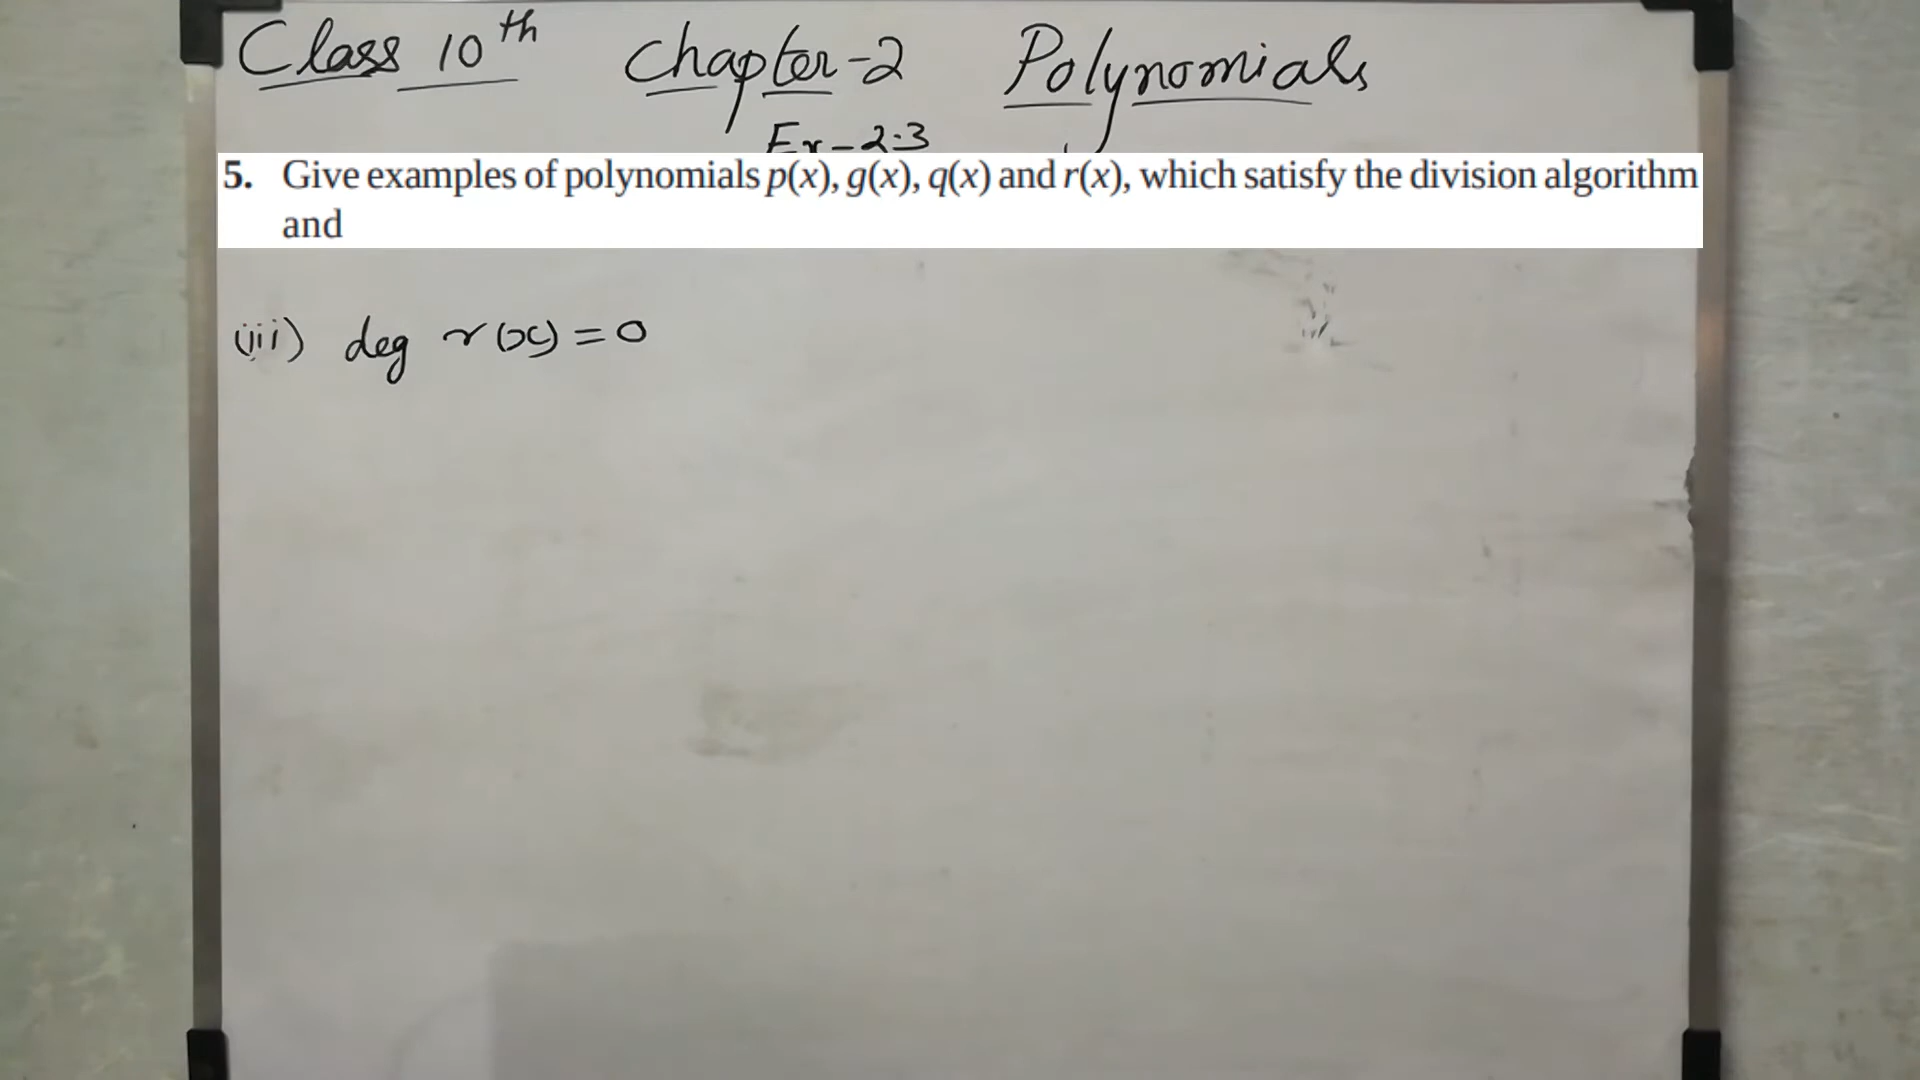 Class 10th Chapter-2 Polynomials
Ex-2.3
5. Give examples of polynomials p(x), g(x), q(x) and r(x), which satisfy the division algorithm
and
(iii) deg r(x) = 0